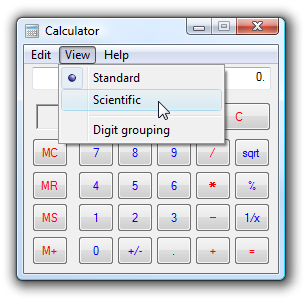 Calculator
Edit View Help
0.
Standard
Scientific
C
Digit grouping
MC 7 8 9 / sqrt
MR 4 5 6 * %
MS 1 2 3 − 1/x
M+ 0 +/- . + =